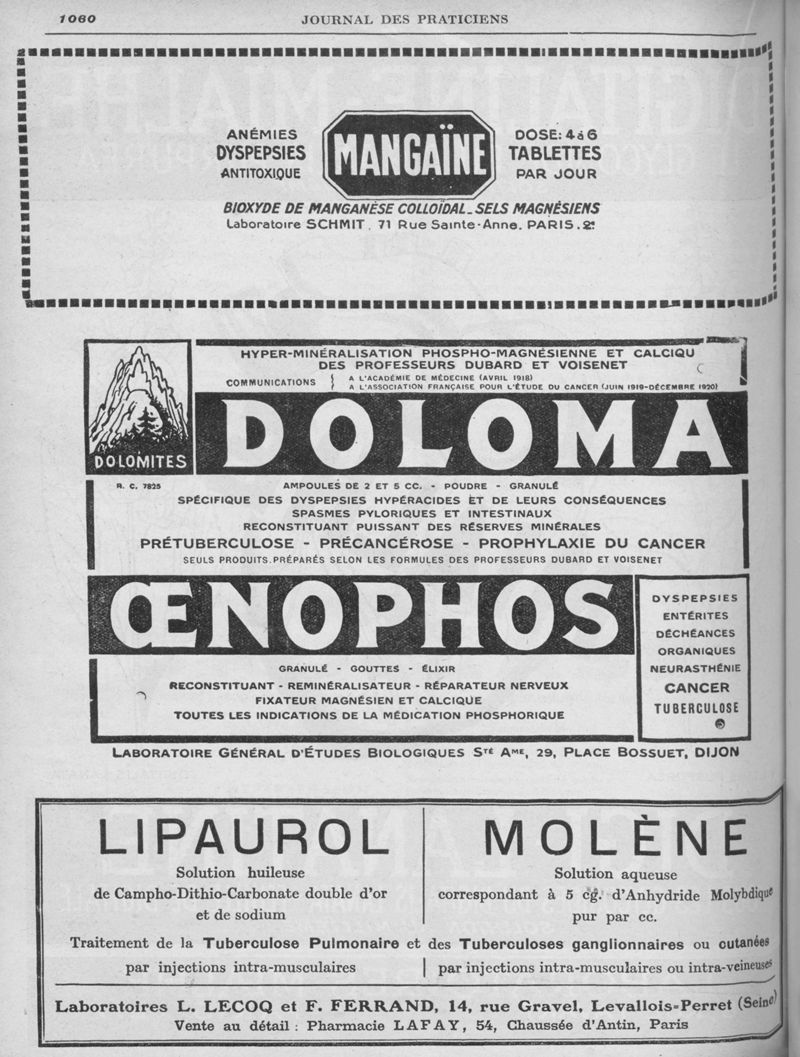 1060
JOURNAL DES PRATICIENS
ANÉMIES
DYSPEPSIES
ANTITOXIQUE
MANGAÏNE
DOSE: 4 à 6
TABLETTES
PAR JOUR
BIOXYDE DE MANGANÈSE COLLOÏDAL_SELS MAGNÉSIENS
Laboratoire SCHMIT. 71 Rue Sainte-Anne. PARIS. 2e
DOLOMITES
HYPER-MINÉRALISATION PHOSPHO-MAGNÉSIENNE ET CALCIQU
DES PROFESSEURS DUBARD ET VOISENET
COMMUNICATIONS
A L'ACADÉMIE DE MÉDECINE (AVRIL 1918)
A L'ASSOCIATION FRANÇAISE POUR L'ÉTUDE DU CANCER (JUIN 1919-DÉCEMBRE 1920)
DOLOMA
R. C. 7825
AMPOULES DE 2 ET 5 CC. - POUDRE - GRANULÉ
SPÉCIFIQUE DES DYSPEPSIES HYPÉRACIDES ET DE LEURS CONSÉQUENCES
SPASMES PYLORIQUES ET INTESTINAUX
RECONSTITUANT PUISSANT DES RÉSERVES MINÉRALES
PRÉTUBERCULOSE - PRÉCANCÉROSE - PROPHYLAXIE DU CANCER
SEULS PRODUITS PRÉPARÉS SELON LES FORMULES DES PROFESSEURS DUBARD ET VOISENET
ŒNOPHOS
GRANULÉ - GOUTTES - ÉLIXIR
RECONSTITUANT - REMINÉRALISATEUR - RÉPARATEUR NERVEUX
FIXATEUR MAGNÉSIEN ET CALCIQUE
TOUTES LES INDICATIONS DE LA MÉDICATION PHOSPHORIQUE
DYSPEPSIES
ENTÉRITES
DÉCHÉANCES
ORGANIQUES
NEURASTHÉNIE
CANCER
TUBERCULOSE
LABORATOIRE GÉNÉRAL D'ÉTUDES BIOLOGIQUES STÉ AME, 29, PLACE BOSSUET, DIJON
LIPAUROL
Solution huileuse
de Campho-Dithio-Carbonate double d'or
et de sodium
MOLÈNE
Solution aqueuse
correspondant à 5 cg. d'Anhydride Molybdique
pur par cc.
Traitement de la Tuberculose Pulmonaire et des Tuberculoses ganglionnaires ou cutanées
par injections intra-musculaires
par injections intra-musculaires ou intra-veineuses
Laboratoires L. LECOQ et F. FERRAND, 14, rue Gravel, Levallois-Perret (Seine)
Vente au détail : Pharmacie LAFAY, 54, Chaussée d'Antin, Paris